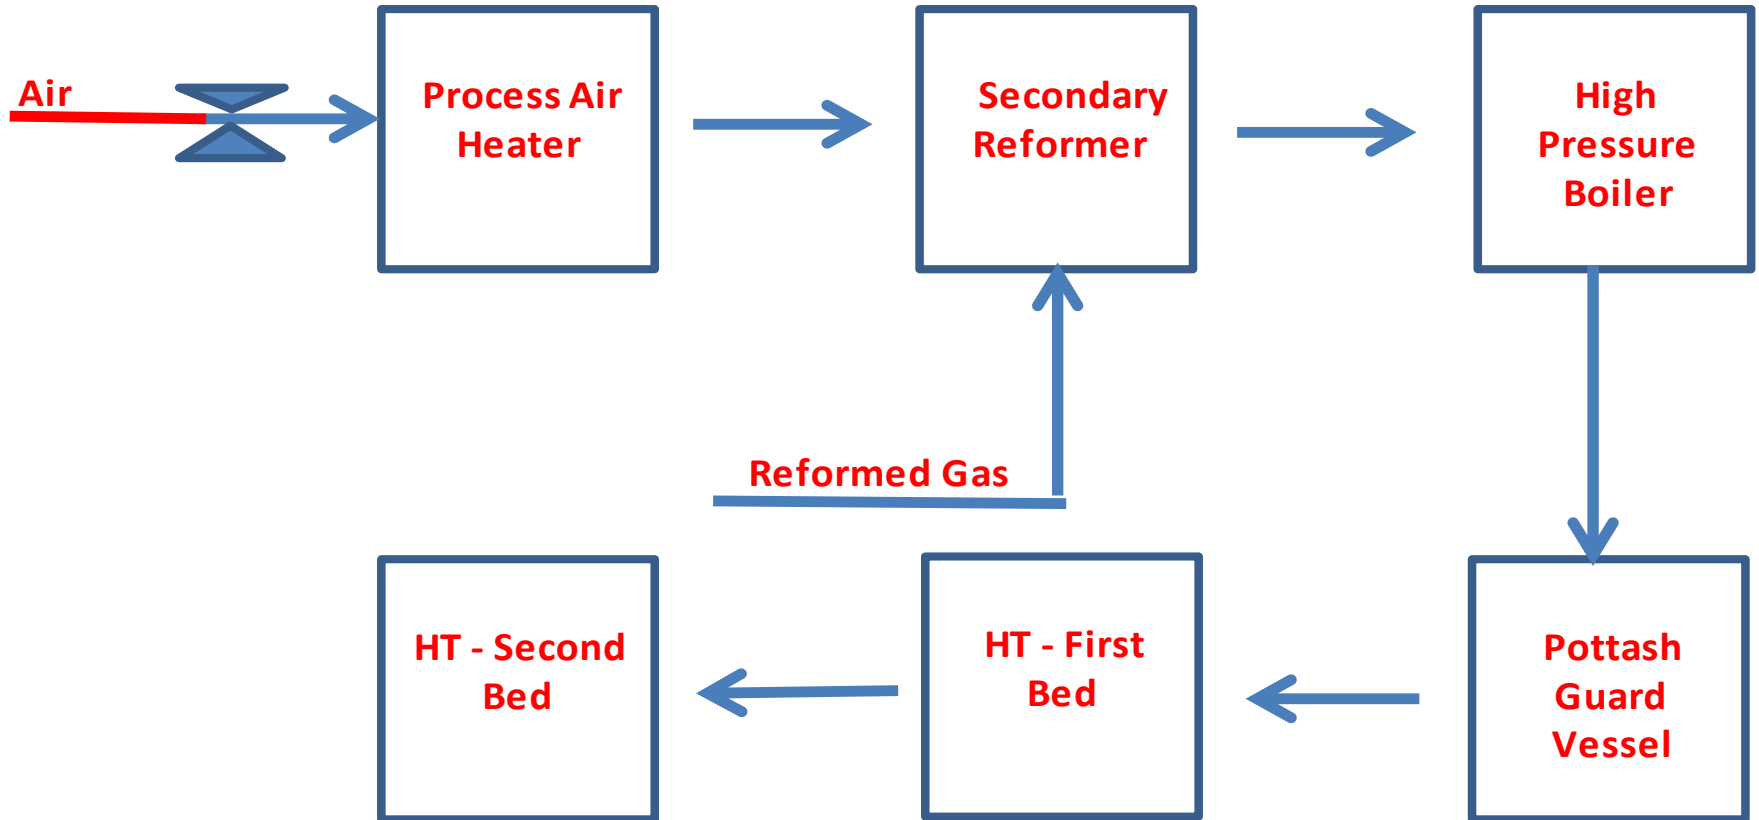 Air
Process Air
Heater
Secondary
Reformer
High
Pressure
Boiler
Reformed Gas
HT - Second
Bed
HT - First
Bed
Pottash
Guard
Vessel